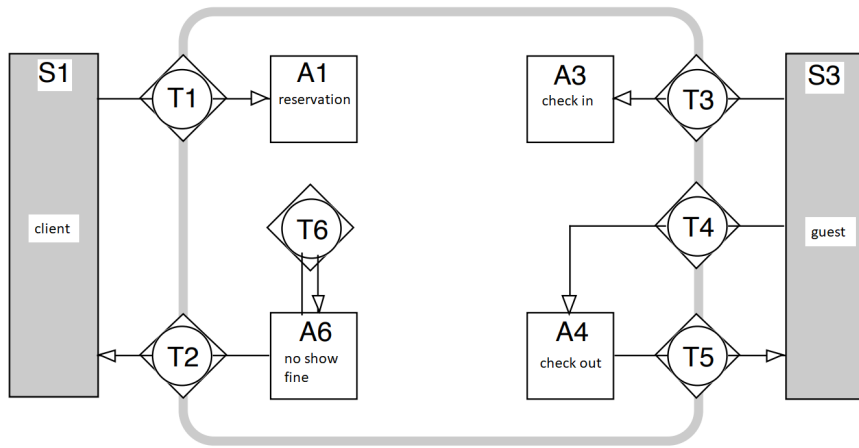 S1
T1
A1
reservation
A3
check in
T3
S3
client
T6
T4
guest
T2
A6
no show
fine
A4
check out
T5